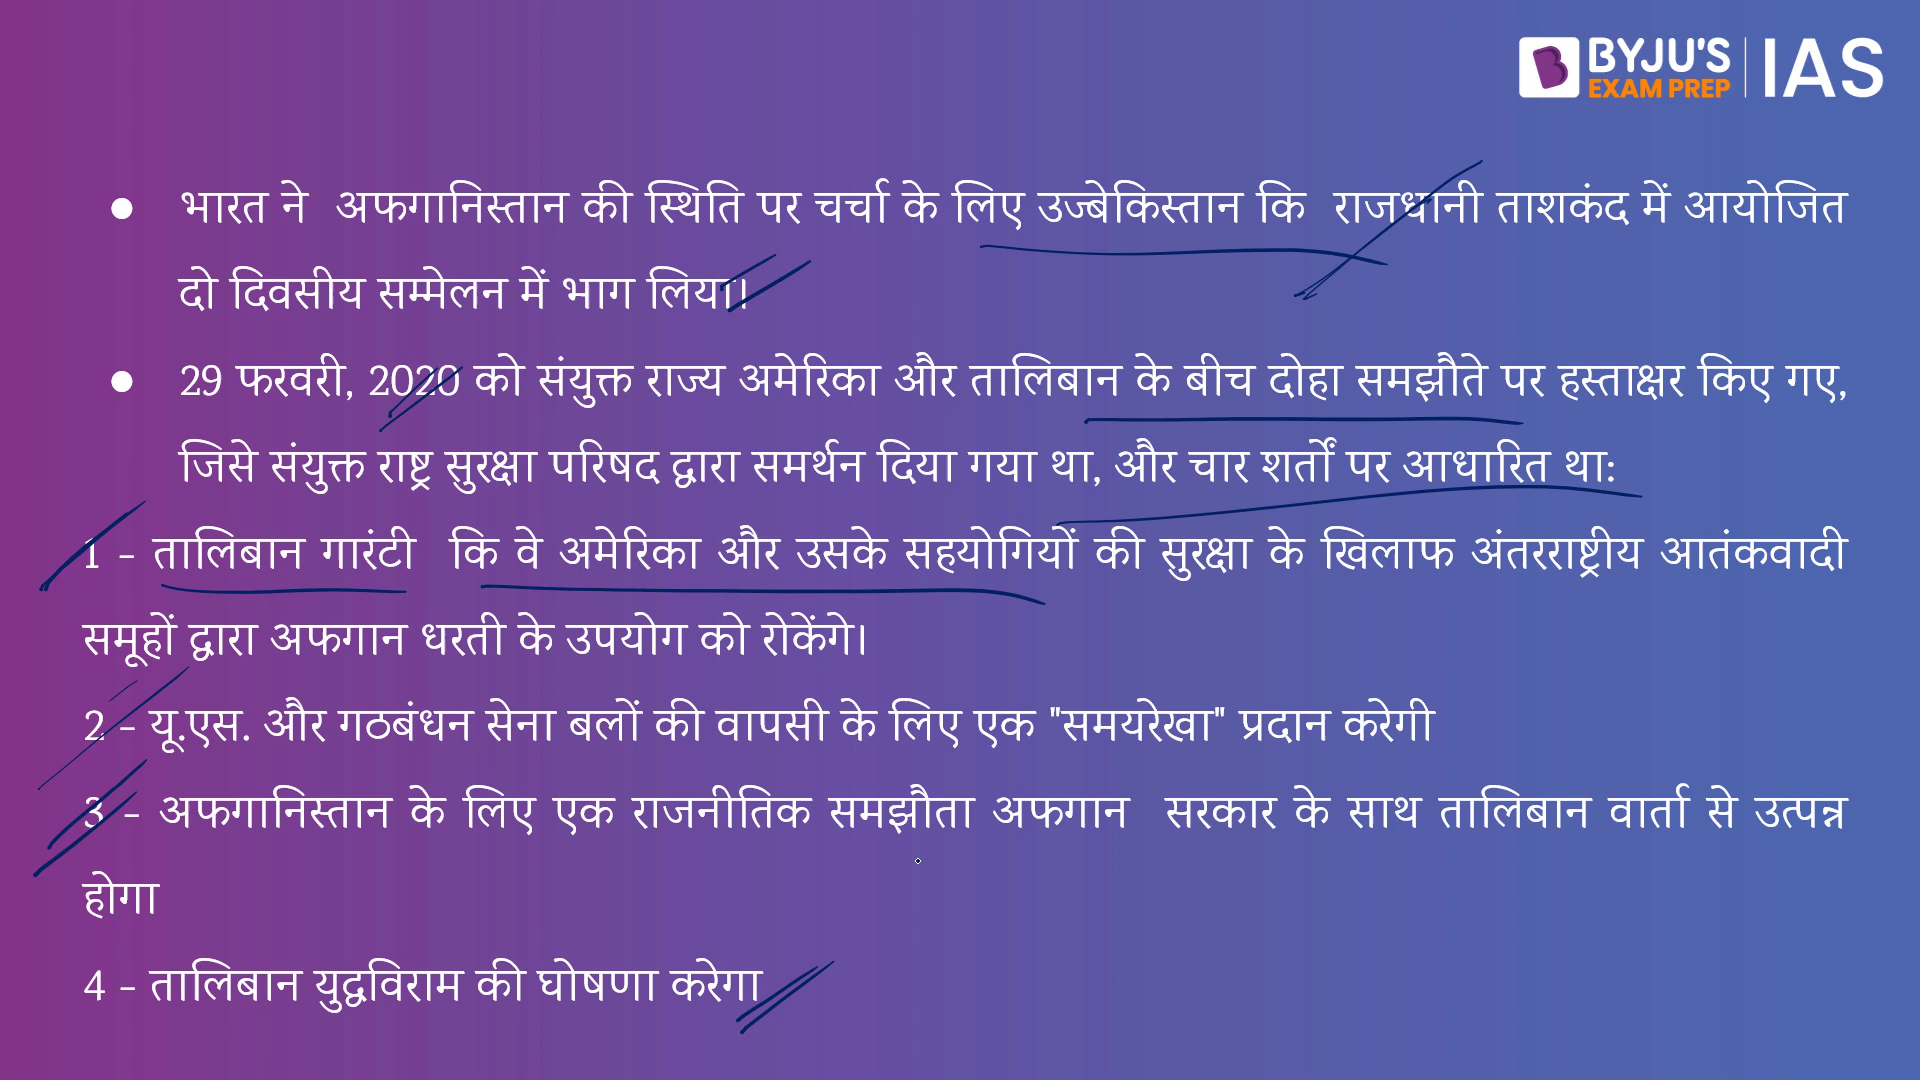 BYJU'S
EXAM PREP
IAS
● भारत ने अफगानिस्तान की स्थिति पर चर्चा के लिए उज्बेकिस्तान कि राजधानी ताशकंद में आयोजित
दो दिवसीय सम्मेलन में भाग लिया।
● 29 फरवरी, 2020 को संयुक्त राज्य अमेरिका और तालिबान के बीच दोहा समझौते पर हस्ताक्षर किए गए,
जिसे संयुक्त राष्ट्र सुरक्षा परिषद द्वारा समर्थन दिया गया था, और चार शर्तों पर आधारित था:
1 - तालिबान गारंटी कि वे अमेरिका और उसके सहयोगियों की सुरक्षा के खिलाफ अंतरराष्ट्रीय आतंकवादी
समूहों द्वारा अफगान धरती के उपयोग को रोकेंगे।
2 - यू.एस. और गठबंधन सेना बलों की वापसी के लिए एक "समयरेखा" प्रदान करेगी
3 - अफगानिस्तान के लिए एक राजनीतिक समझौता अफगान सरकार के साथ तालिबान वार्ता से उत्पन्न
होगा
4 - तालिबान युद्धविराम की घोषणा करेगा